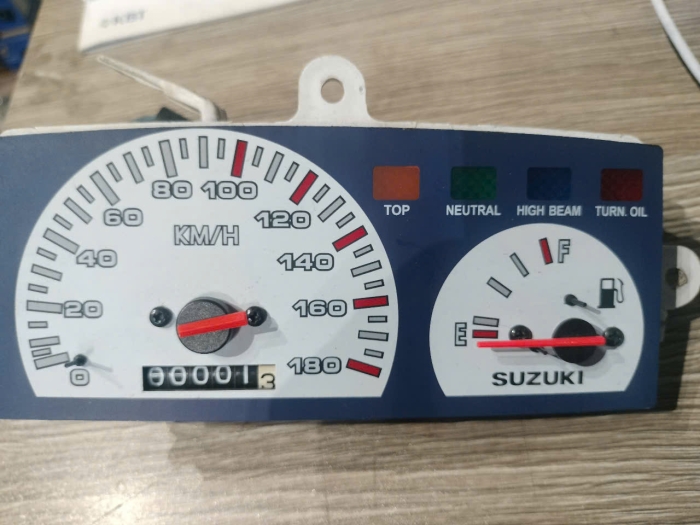 KBI
80 100
60 120
KM/H
40 140
20 160
0 180
000013
TOP
NEUTRAL
HIGH BEAM
TURN. OIL
F
E
SUZUKI